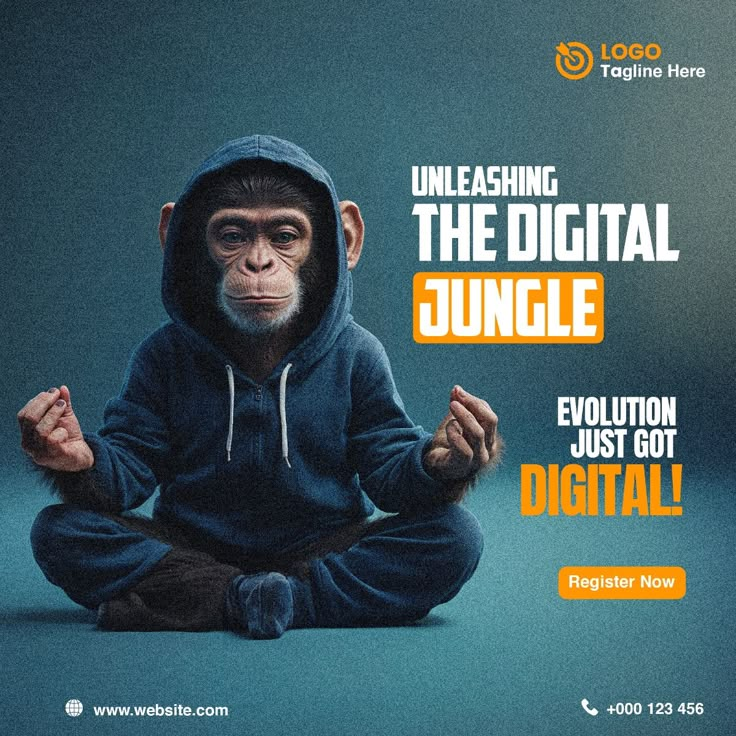 LOGO
Tagline Here
UNLEASHING
THE DIGITAL
JUNGLE
EVOLUTION
JUST GOT
DIGITAL!
Register Now
www.website.com
+000 123 456